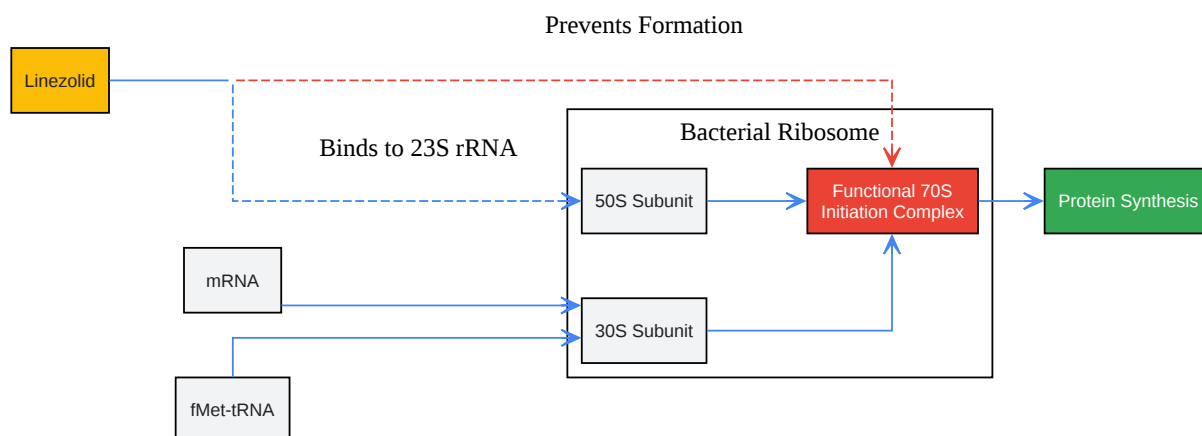 Prevents Formation
Linezolid
Bacterial Ribosome
Binds to 23S rRNA
50S Subunit
Functional 70S
Initiation Complex
Protein Synthesis
mRNA
30S Subunit
fMet-tRNA